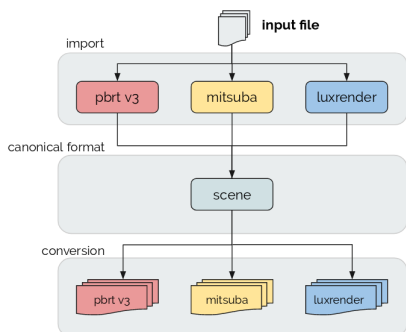 input file
import
pbrt v3 mitsuba luxrender
canonical format
scene
conversion
pbrt v3 mitsuba luxrender